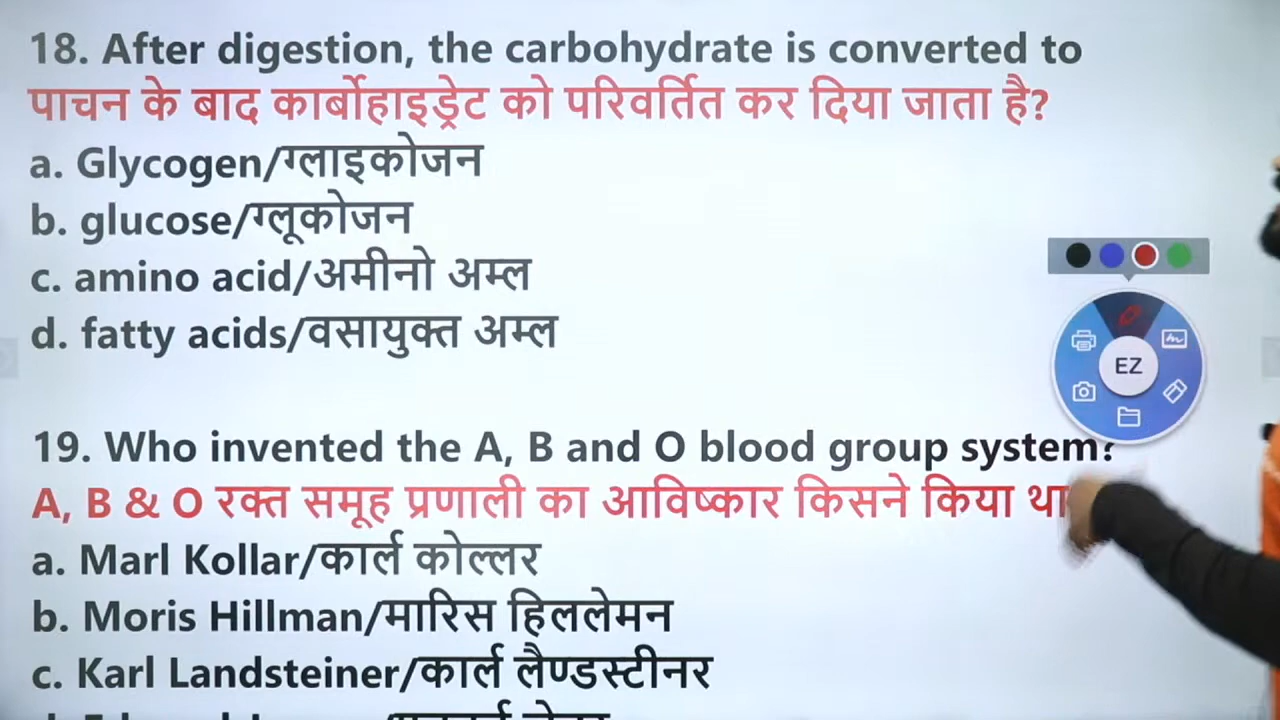 18. After digestion, the carbohydrate is converted to
पाचन के बाद कार्बोहाइड्रेट को परिवर्तित कर दिया जाता है?
a. Glycogen/ग्लाइकोजन
b. glucose/ग्लूकोजन
c. amino acid/अमीनो अम्ल
d. fatty acids/वसायुक्त अम्ल
EZ
19. Who invented the A, B and O blood group system?
A, B & O रक्त समूह प्रणाली का आविष्कार किसने किया था
a. Marl Kollar/कार्ल कोल्लर
b. Moris Hillman/मारिस हिललेमन
c. Karl Landsteiner/कार्ल लैण्डस्टीनर